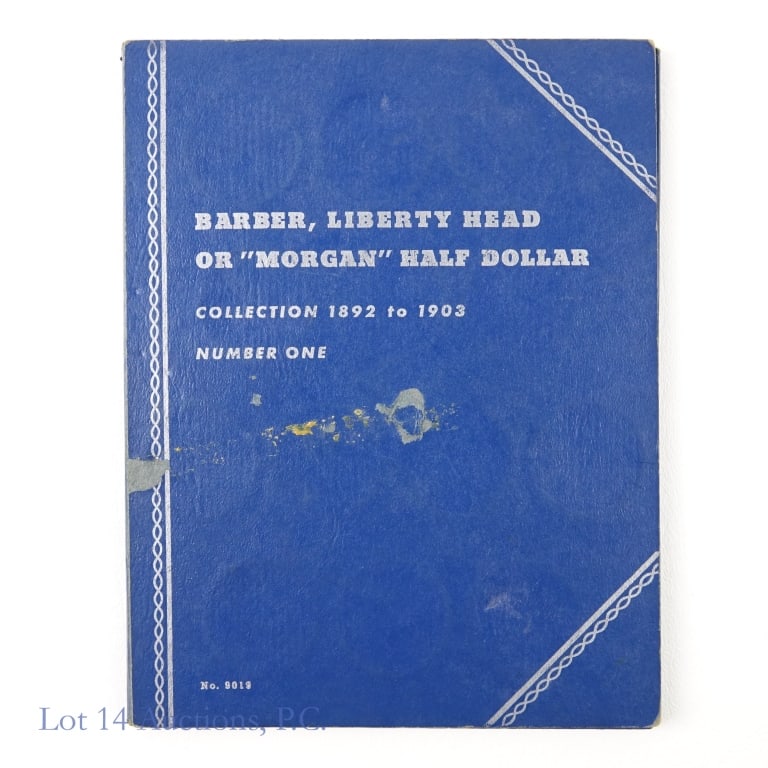 BARBER, LIBERTY HEAD
OR "MORGAN" HALF DOLLAR
COLLECTION 1892 to 1903
NUMBER ONE
No. 9019
Lot 14 Auctions, P.C.